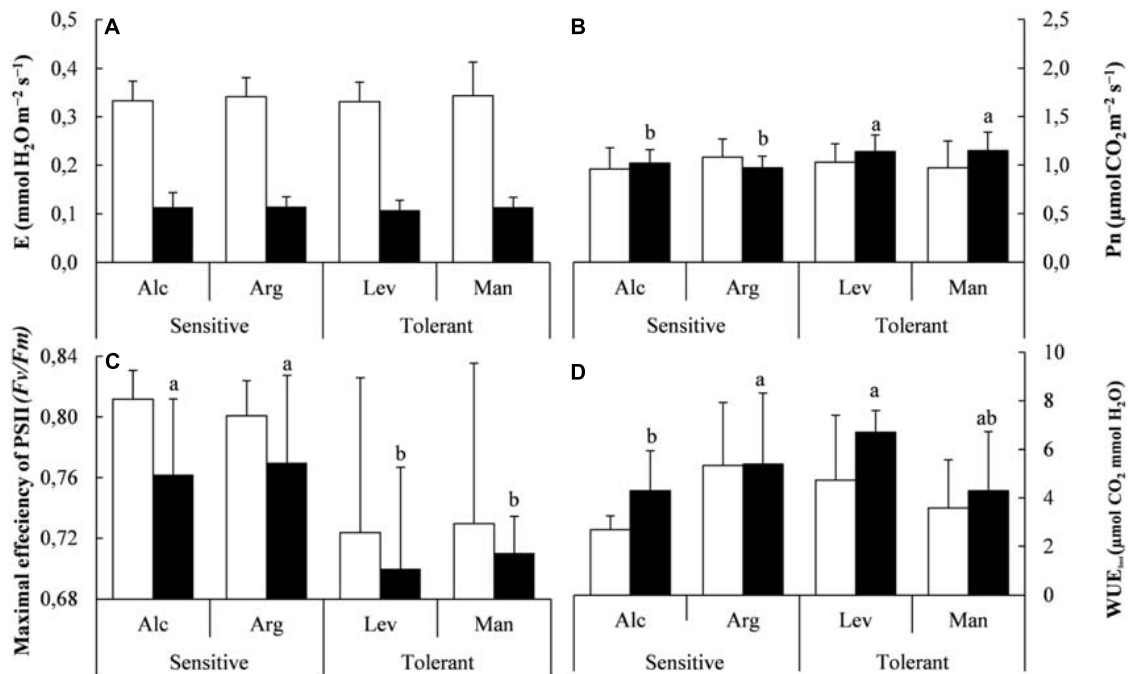 A
E (mmol H₂O m⁻² s⁻¹)
0,5
0,4
0,3
0,2
0,1
0,0
Alc Arg Lev Man
Sensitive Tolerant
B
b b a a
2,5
2,0
1,5
1,0
0,5
0,0
Pn (µmol CO₂ m⁻² s⁻¹)
Alc Arg Lev Man
Sensitive Tolerant
C
Maximal effeciency of PSII (Fv/Fm)
0,84
0,80
0,76
0,72
0,68
a a b b
Alc Arg Lev Man
Sensitive Tolerant
D
b a a ab
10
8
6
4
2
0
WUE (µmol CO₂ mmol H₂O)
Alc Arg Lev Man
Sensitive Tolerant